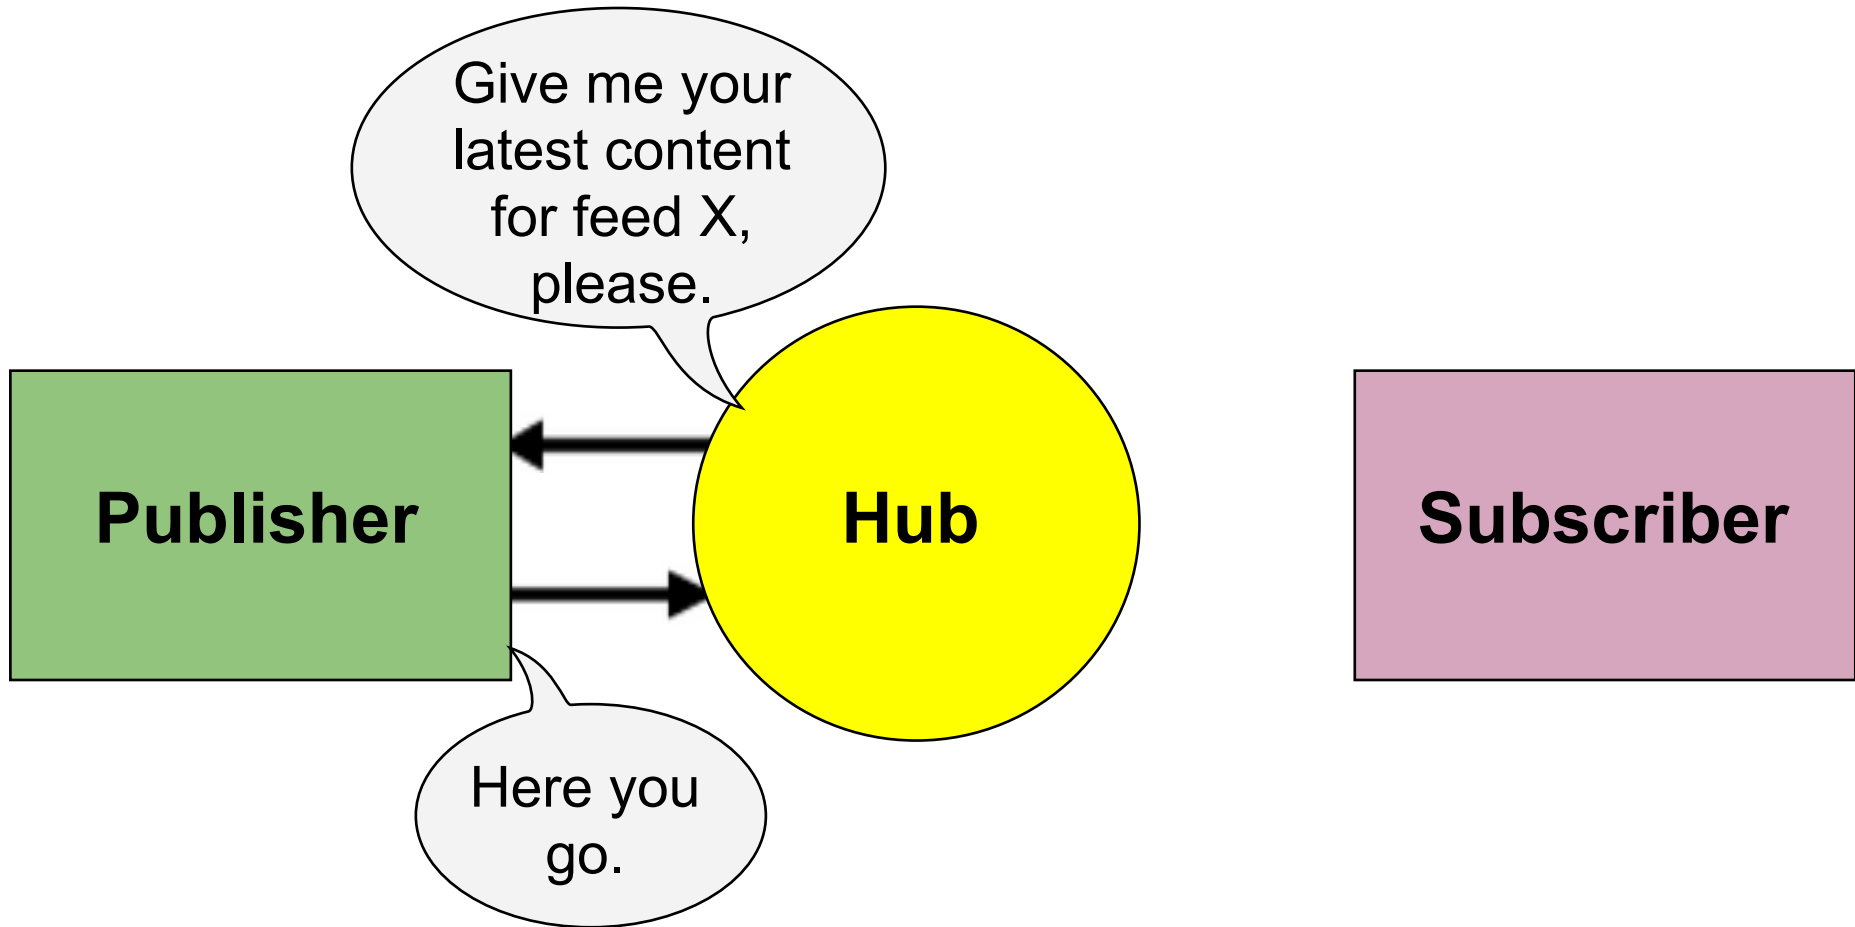 Give me your
latest content
for feed X,
please.
Publisher
Hub
Subscriber
Here you
go.